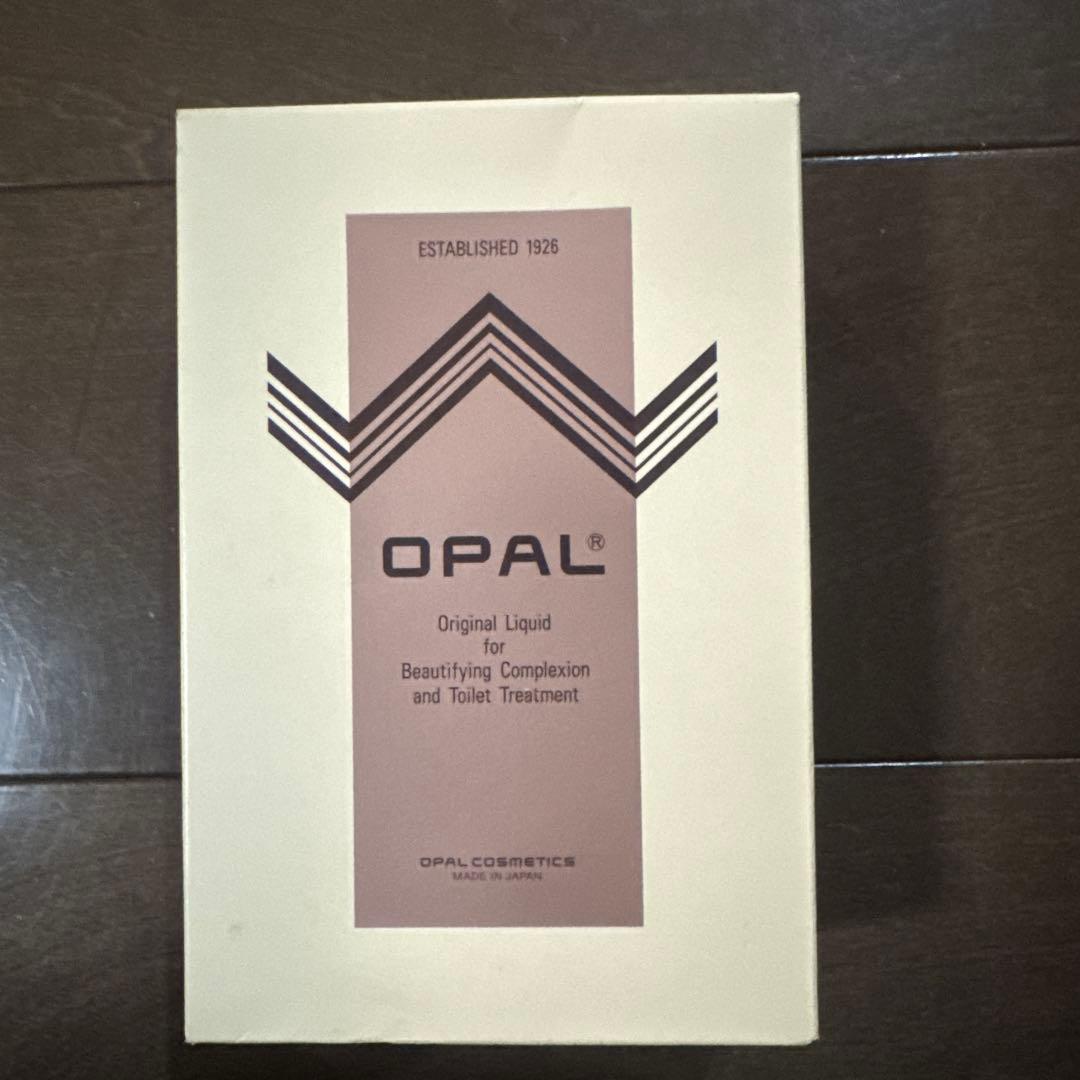 ESTABLISHED 1926
OPAL®
Original Liquid
for
Beautifying Complexion
and Toilet Treatment
OPAL COSMETICS
MADE IN JAPAN